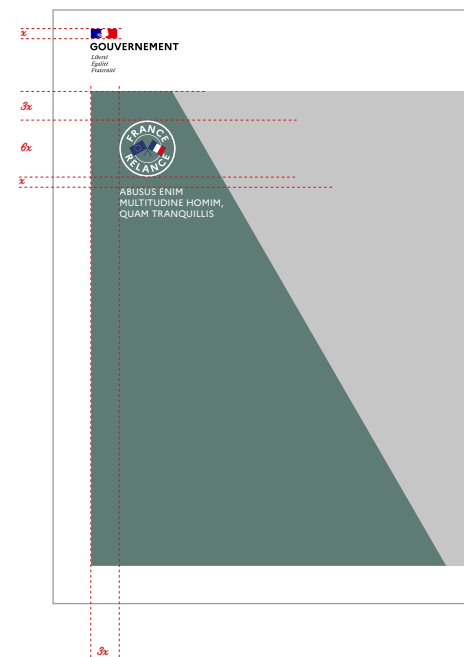 x
GOUVERNEMENT
Liberté
Égalité
Fraternité
3x
6x
FRANCE
RELANCE
x
ABUSUS ENIM
MULTITUDINE HOMIM,
QUAM TRANQUILLIS
3x